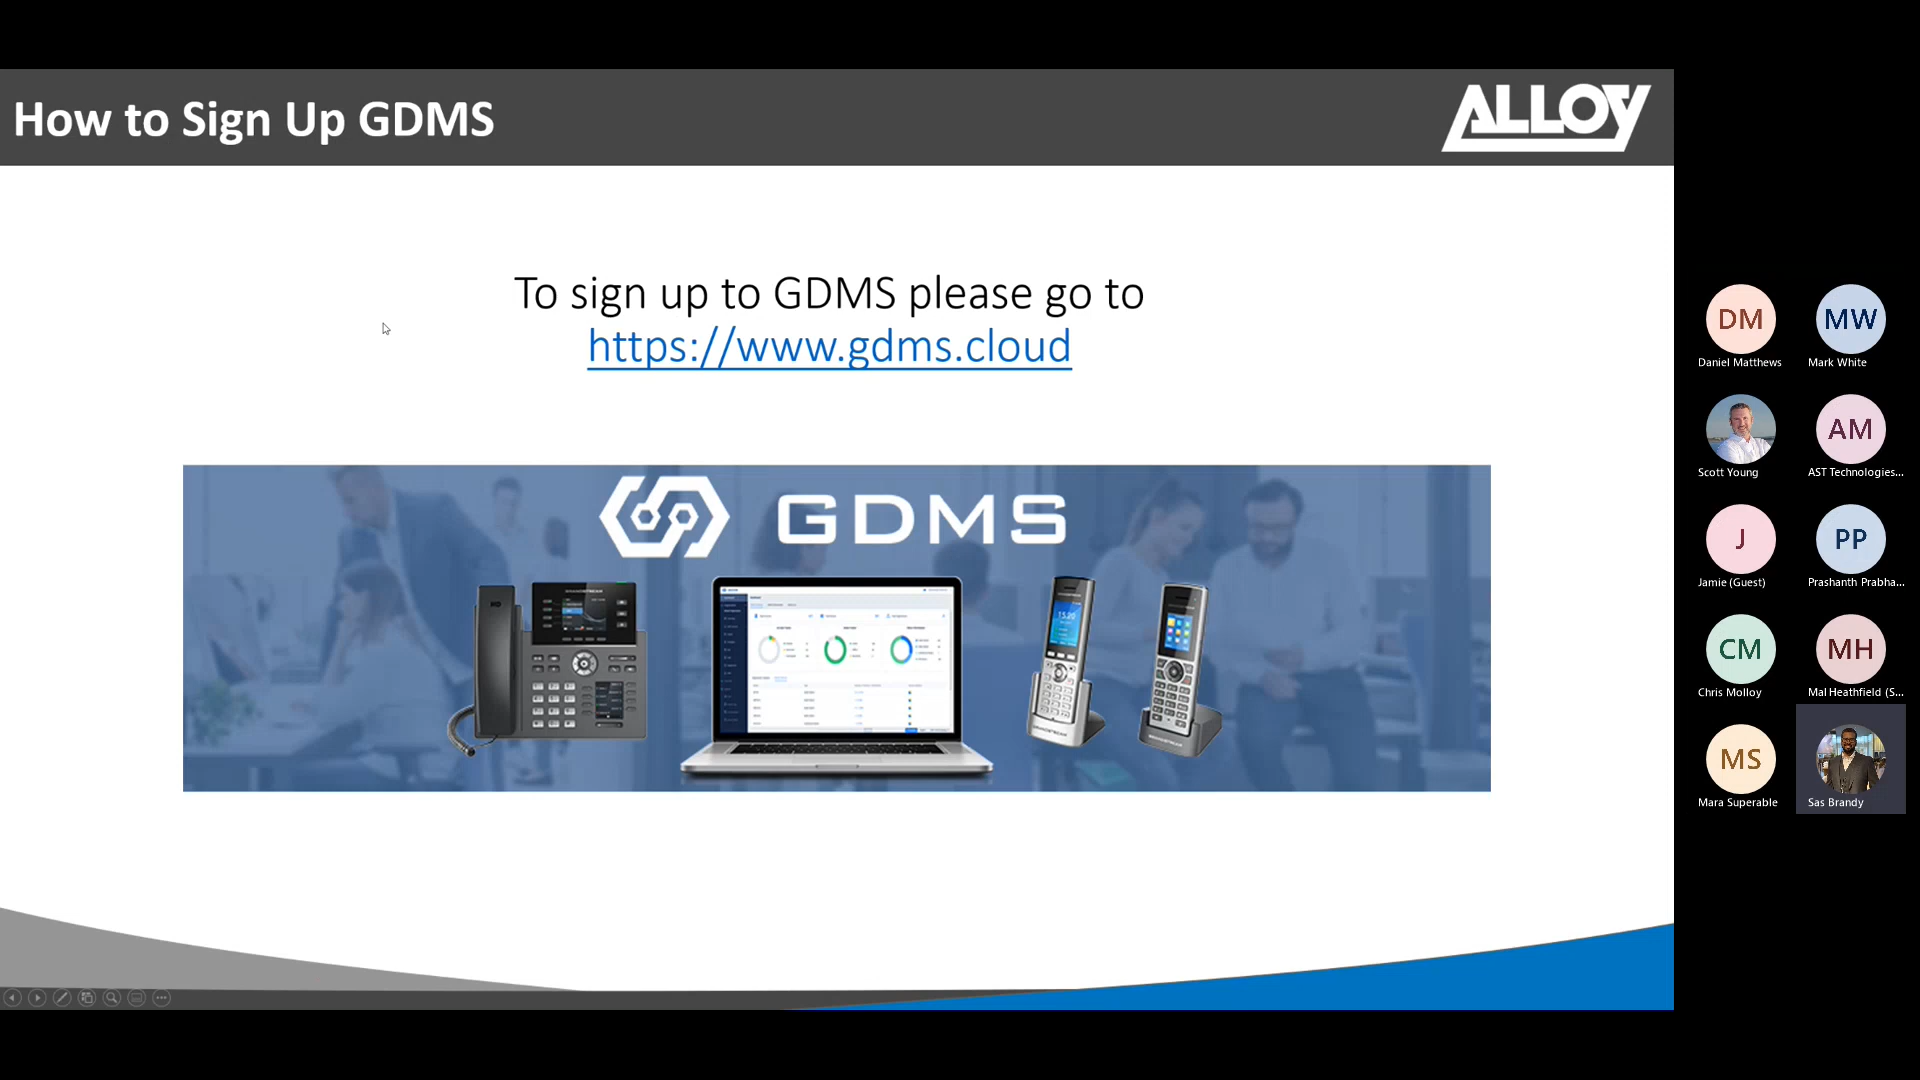 How to Sign Up GDMS
ALLOY
To sign up to GDMS please go to
https://www.gdms.cloud
GDMS
DM
Daniel Matthews
MW
Mark White
Scott Young
AM
AST Technologies...
J
Jamie (Guest)
PP
Prashanth Prabha...
CM
Chris Molloy
MH
Mal Heathfield (S...
MS
Mara Superable
Sas Brandy